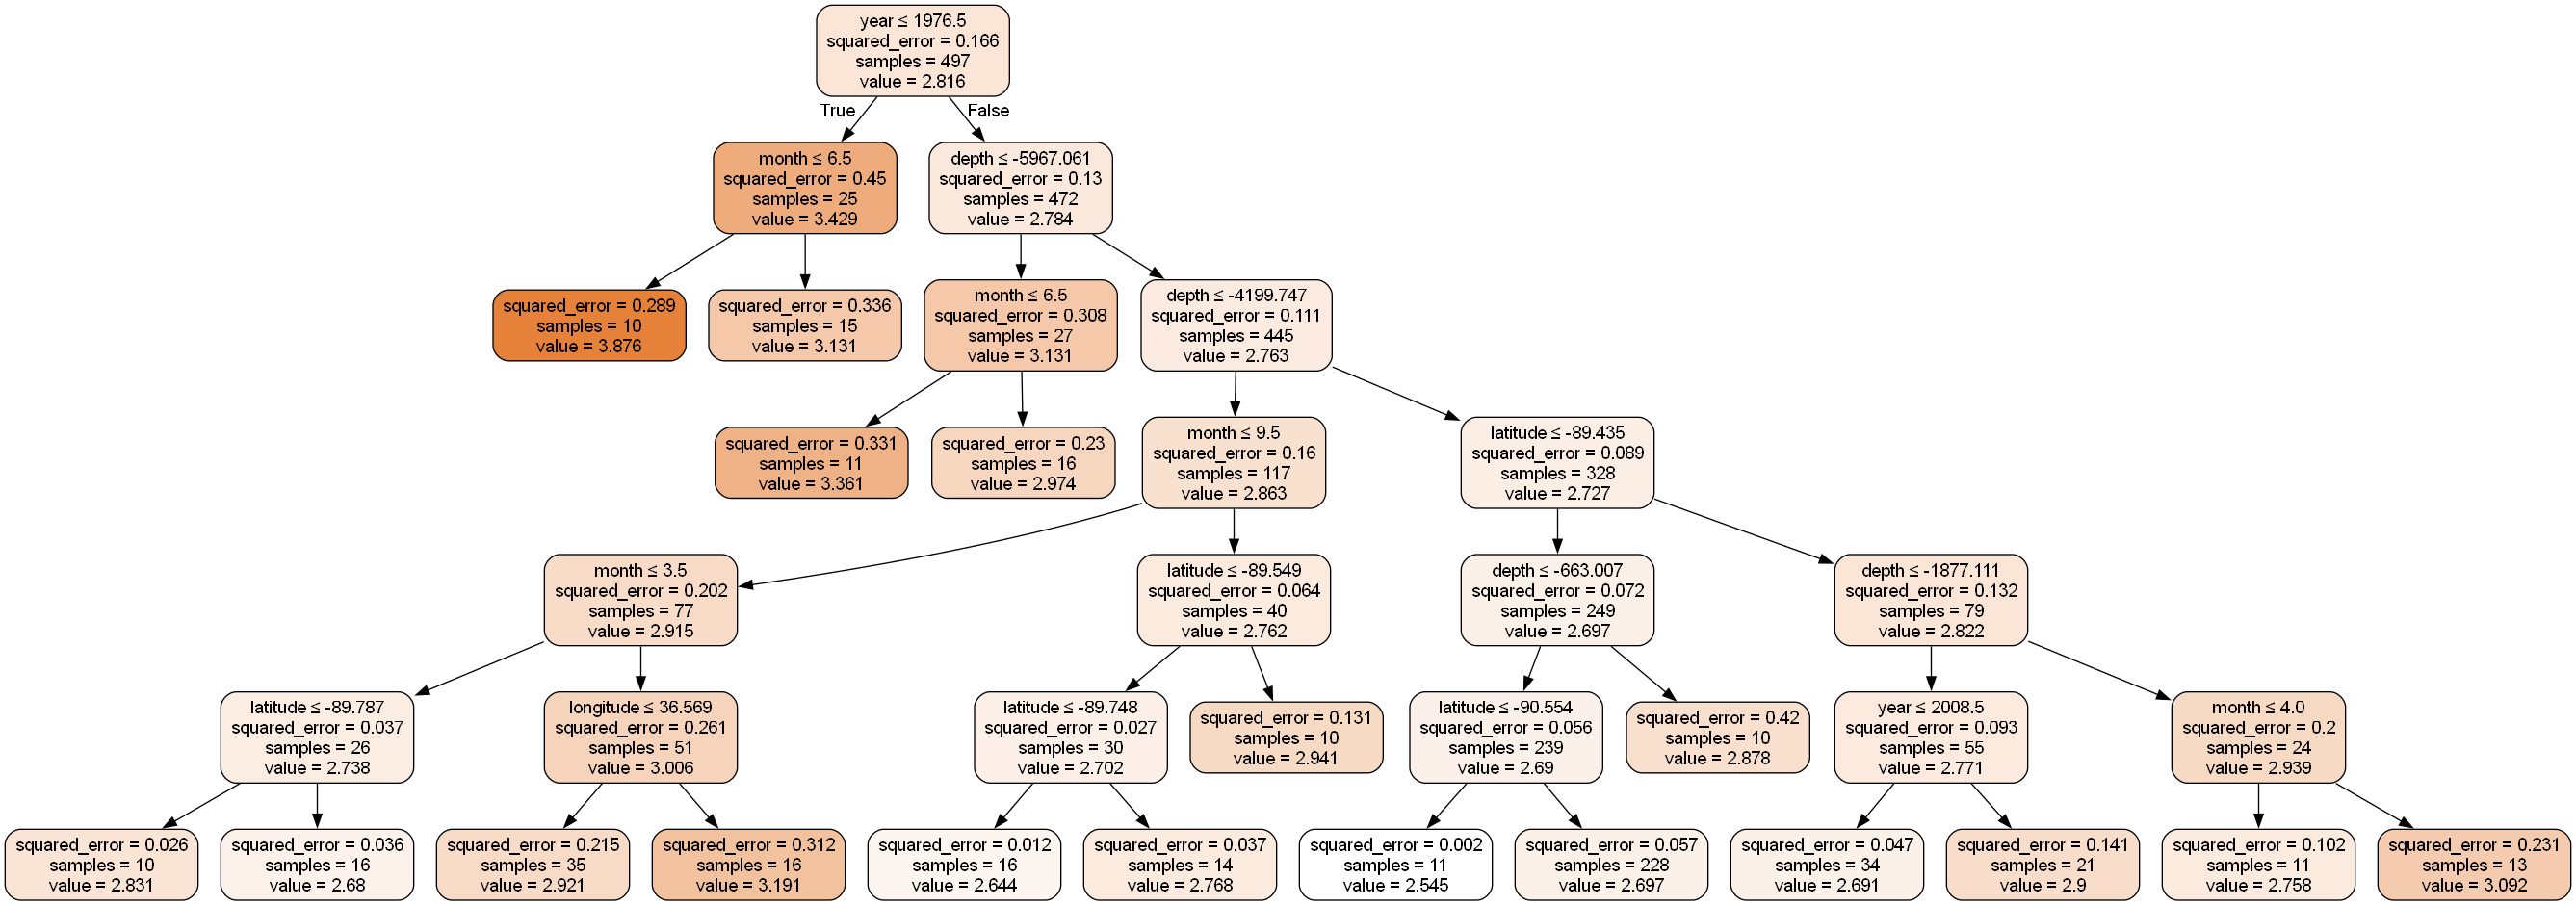 year ≤ 1976.5
squared_error = 0.166
samples = 497
value = 2.816
True
False
month ≤ 6.5
squared_error = 0.45
samples = 25
value = 3.429
depth ≤ -5967.061
squared_error = 0.13
samples = 472
value = 2.784
squared_error = 0.289
samples = 10
value = 3.876
squared_error = 0.336
samples = 15
value = 3.131
month ≤ 6.5
squared_error = 0.308
samples = 27
value = 3.131
depth ≤ -4199.747
squared_error = 0.111
samples = 445
value = 2.763
squared_error = 0.331
samples = 11
value = 3.361
squared_error = 0.23
samples = 16
value = 2.974
month ≤ 9.5
squared_error = 0.16
samples = 117
value = 2.863
latitude ≤ -89.435
squared_error = 0.089
samples = 328
value = 2.727
month ≤ 3.5
squared_error = 0.202
samples = 77
value = 2.915
latitude ≤ -89.549
squared_error = 0.064
samples = 40
value = 2.762
depth ≤ -663.007
squared_error = 0.072
samples = 249
value = 2.697
depth ≤ -1877.111
squared_error = 0.132
samples = 79
value = 2.822
latitude ≤ -89.787
squared_error = 0.037
samples = 26
value = 2.738
longitude ≤ 36.569
squared_error = 0.261
samples = 51
value = 3.006
latitude ≤ -89.748
squared_error = 0.027
samples = 30
value = 2.702
squared_error = 0.131
samples = 10
value = 2.941
latitude ≤ -90.554
squared_error = 0.056
samples = 239
value = 2.69
squared_error = 0.42
samples = 10
value = 2.878
year ≤ 2008.5
squared_error = 0.093
samples = 55
value = 2.771
month ≤ 4.0
squared_error = 0.2
samples = 24
value = 2.939
squared_error = 0.026
samples = 10
value = 2.831
squared_error = 0.036
samples = 16
value = 2.68
squared_error = 0.215
samples = 35
value = 2.921
squared_error = 0.312
samples = 16
value = 3.191
squared_error = 0.012
samples = 16
value = 2.644
squared_error = 0.037
samples = 14
value = 2.768
squared_error = 0.002
samples = 11
value = 2.545
squared_error = 0.057
samples = 228
value = 2.697
squared_error = 0.047
samples = 34
value = 2.691
squared_error = 0.141
samples = 21
value = 2.9
squared_error = 0.102
samples = 11
value = 2.758
squared_error = 0.231
samples = 13
value = 3.092